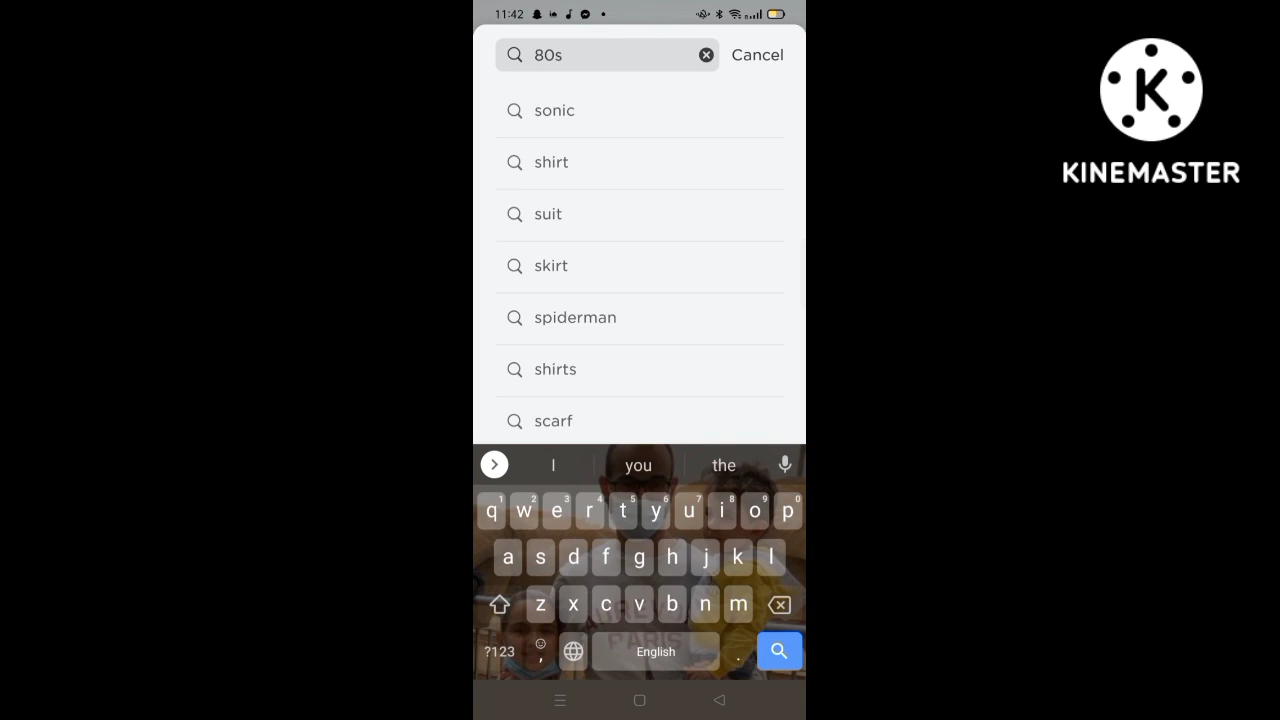 11:42
80s
Cancel
sonic
shirt
suit
skirt
spiderman
shirts
scarf
I you the
1 2 3 4 5 6 7 8 9 0
q w e r t y u i o p
a s d f g h j k l
z x c v b n m
?123 , English .
PARIS
K
KINEMASTER